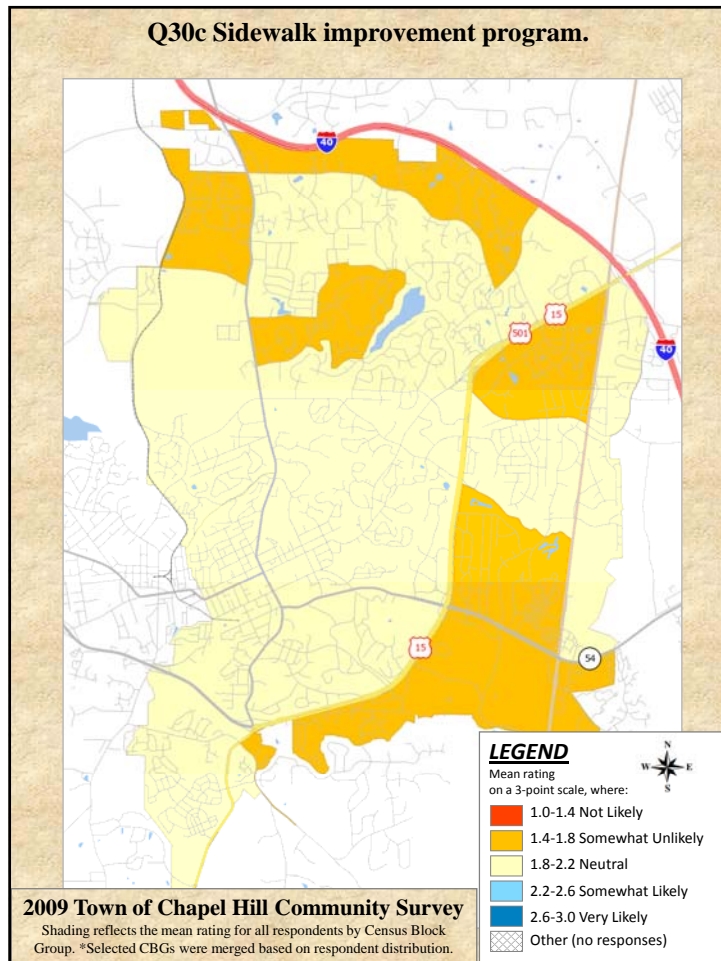 Q30c Sidewalk improvement program.
40
501
15
40
15
54
LEGEND
Mean rating
on a 3-point scale, where:
N
W E
S
1.0-1.4 Not Likely
1.4-1.8 Somewhat Unlikely
1.8-2.2 Neutral
2.2-2.6 Somewhat Likely
2.6-3.0 Very Likely
Other (no responses)
2009 Town of Chapel Hill Community Survey
Shading reflects the mean rating for all respondents by Census Block
Group. *Selected CBGs were merged based on respondent distribution.